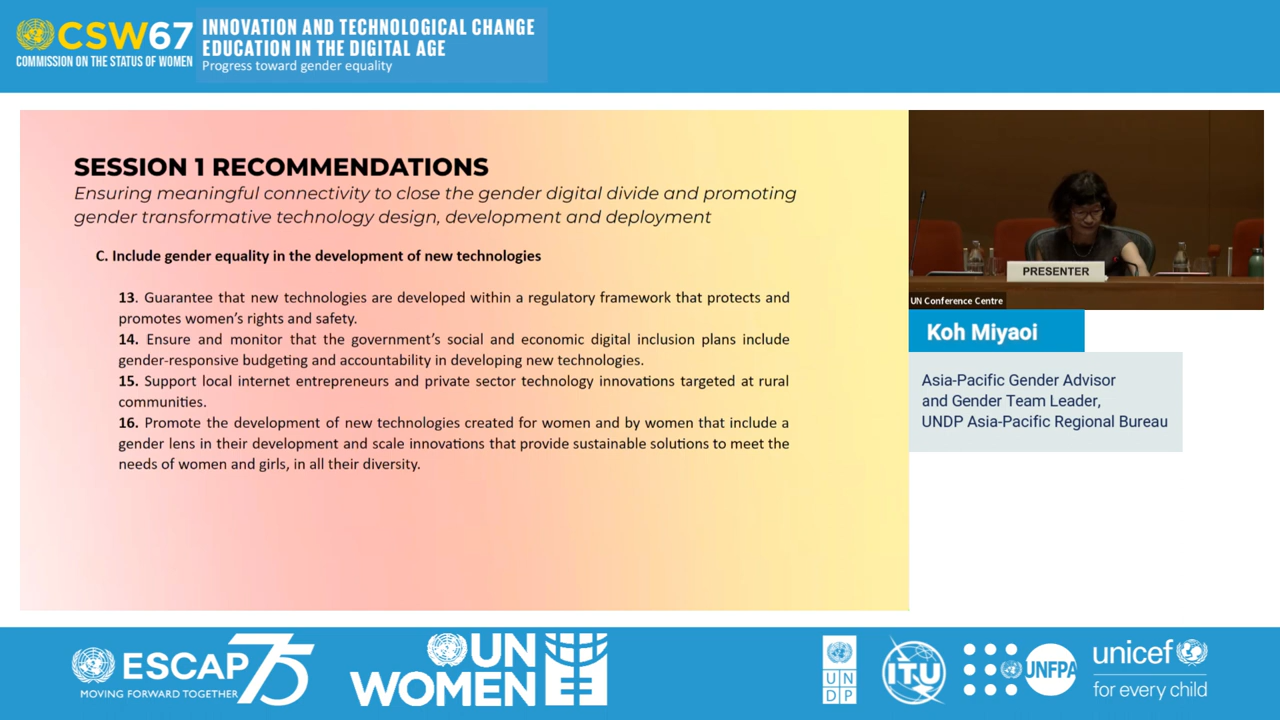 CSW67
COMMISSION ON THE STATUS OF WOMEN
INNOVATION AND TECHNOLOGICAL CHANGE
EDUCATION IN THE DIGITAL AGE
Progress toward gender equality
SESSION 1 RECOMMENDATIONS
Ensuring meaningful connectivity to close the gender digital divide and promoting
gender transformative technology design, development and deployment
C. Include gender equality in the development of new technologies
13. Guarantee that new technologies are developed within a regulatory framework that protects and
promotes women’s rights and safety.
14. Ensure and monitor that the government’s social and economic digital inclusion plans include
gender-responsive budgeting and accountability in developing new technologies.
15. Support local internet entrepreneurs and private sector technology innovations targeted at rural
communities.
16. Promote the development of new technologies created for women and by women that include a
gender lens in their development and scale innovations that provide sustainable solutions to meet the
needs of women and girls, in all their diversity.
PRESENTER
UN Conference Centre
Koh Miyaoi
Asia-Pacific Gender Advisor
and Gender Team Leader,
UNDP Asia-Pacific Regional Bureau
ESCAP 75
MOVING FORWARD TOGETHER
UN
WOMEN
UN
DP
ITU
UNFPA
unicef
for every child